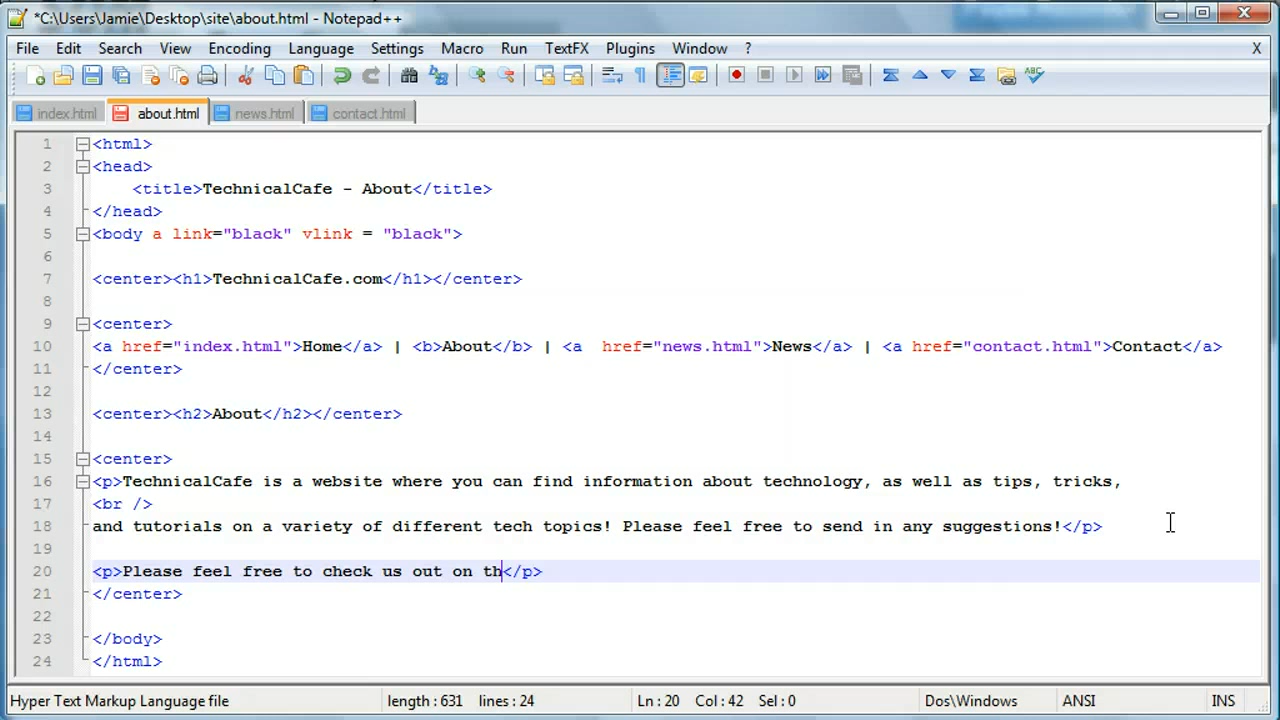 *C:\Users\Jamie\Desktop\site\about.html - Notepad++
File Edit Search View Encoding Language Settings Macro Run TextFX Plugins Window ? X
index.html about.html news.html contact.html
1 <html>
2 <head>
3 <title>TechnicalCafe - About</title>
4 </head>
5 <body a link="black" vlink = "black">
6
7 <center><h1>TechnicalCafe.com</h1></center>
8
9 <center>
10 <a href="index.html">Home</a> | <b>About</b> | <a  href="news.html">News</a> | <a href="contact.html">Contact</a>
11 </center>
12
13 <center><h2>About</h2></center>
14
15 <center>
16 <p>TechnicalCafe is a website where you can find information about technology, as well as tips, tricks,
17 <br />
18 and tutorials on a variety of different tech topics! Please feel free to send in any suggestions!</p>
19
20 <p>Please feel free to check us out on th</p>
21 </center>
22
23 </body>
24 </html>
Hyper Text Markup Language file length : 631 lines : 24 Ln : 20 Col : 42 Sel : 0 Dos\Windows ANSI INS